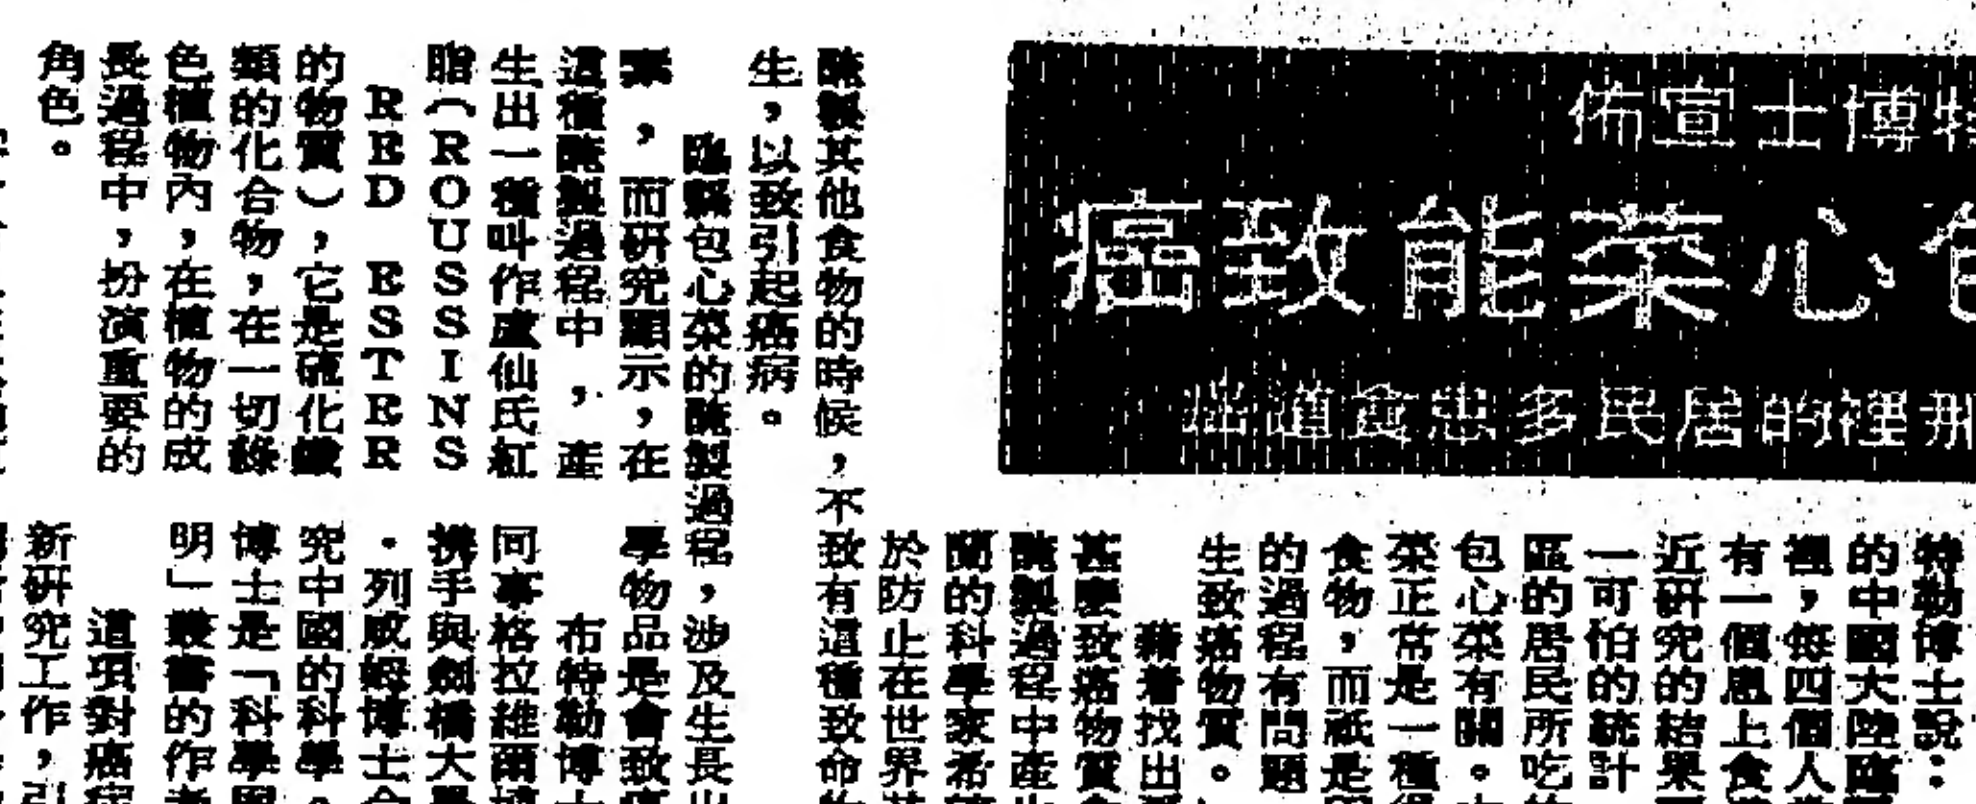 特博士宣佈
心菜能致癌
裡的居民多患食道
特勒博士說：
的中國大陸臨
裡，每四個人
有一個患上食
近研究的結果
一可怕的統計
區的居民所吃
包心菜有關。
菜正常是一種
食物，而祇是
的過程有問題
生致癌物質。
藉着找出
甚麼致癌物質
醃製過程中產
蘭的科學家希
於防止在世界
醃製其他食物的時候，不致有這種致命
生，以致引起癌病。
臨縣包心菜的醃製過程，涉及生長
素，而研究顯示，在
這種醃製過程中，產
生出一種叫作盧仙氏紅
脂（ROUSSINS
RED ESTER
的物質），它是硫化鐵
類的化合物，在一切綠
色植物內，在植物的成
長過程中，扮演重要的
角色。
學物品是會致
布特勒博士
同事格拉維爾
携手與劍橋大學
·列威姆博士合
究中國的科學。
博士是「科學
明」叢書的作者
這項對癌症
新研究工作，引